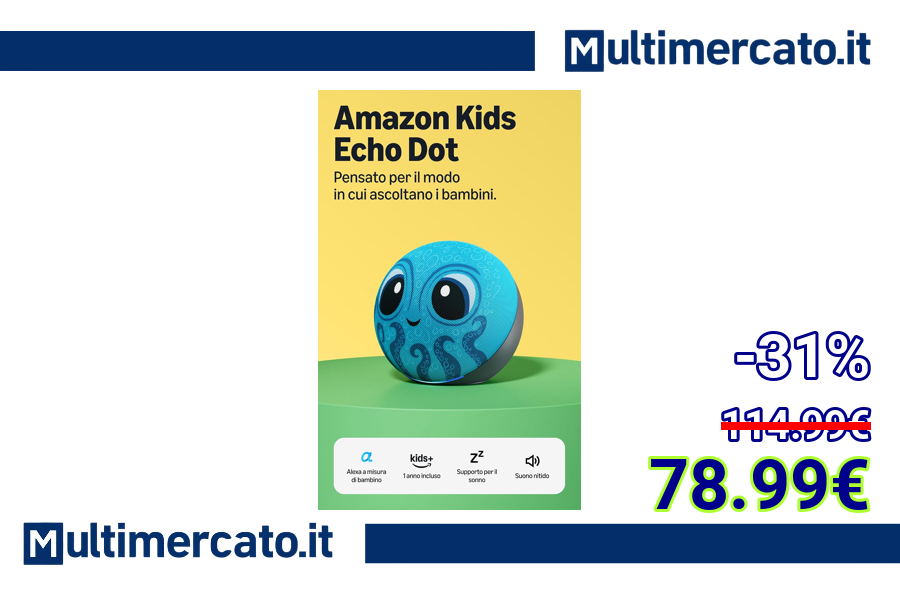 Multimercato.it
Amazon Kids
Echo Dot
Pensato per il modo
in cui ascoltano i bambini.
-31%
114.99€
78.99€
Alexa a misura
di bambino
kids+
1 anno incluso
zz
Supporto per il
sonno
Suono nitido
Multimercato.it